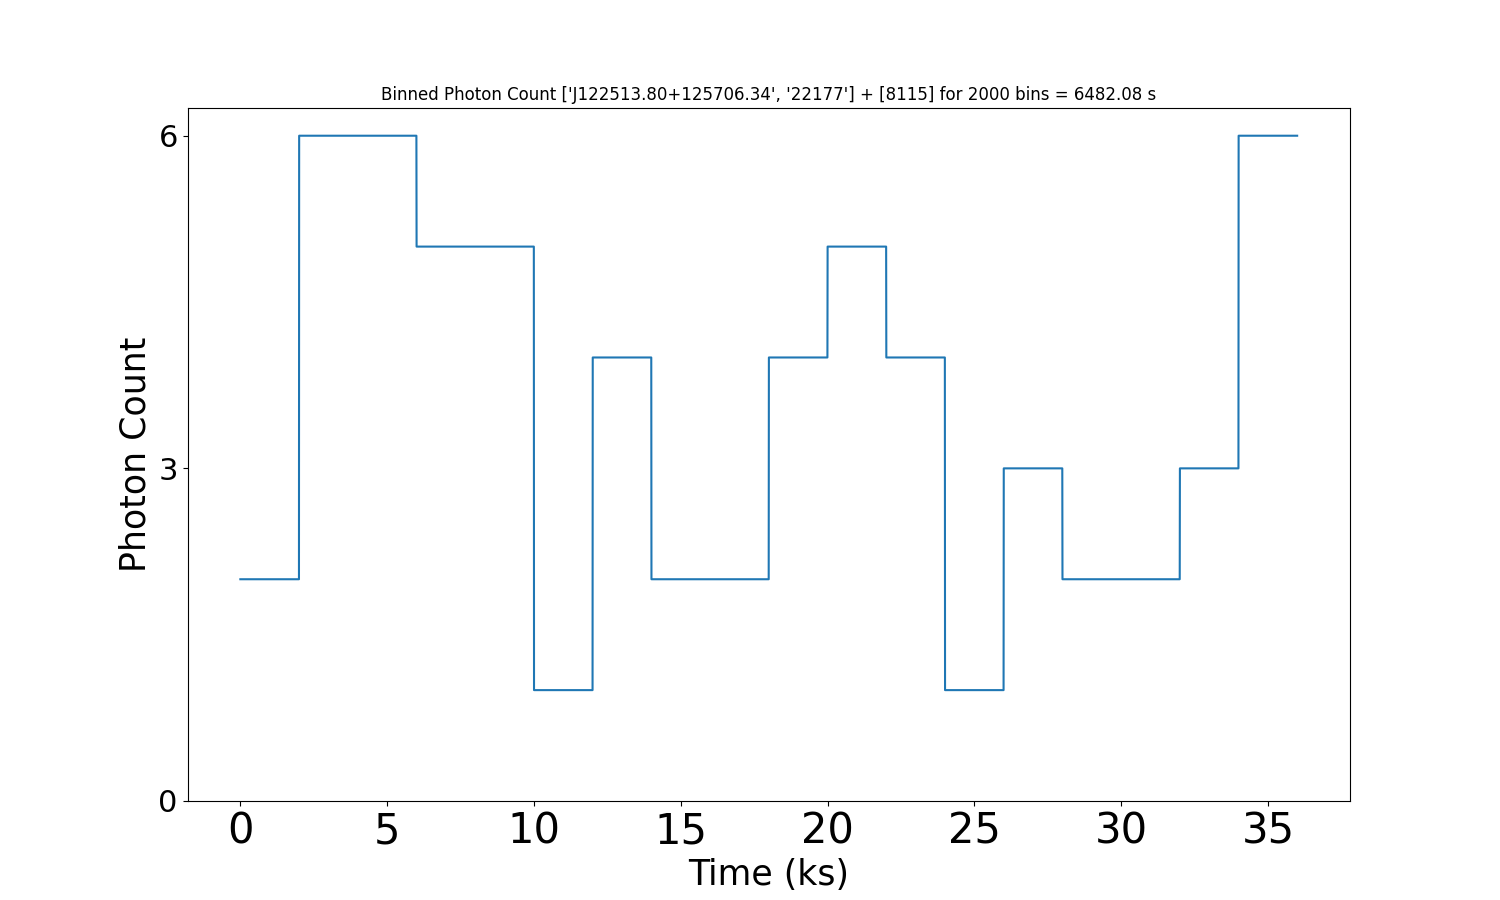 Binned Photon Count ['J122513.80+125706.34', '22177'] + [8115] for 2000 bins = 6482.08 s
6
3
0
Photon Count
0 5 10 15 20 25 30 35
Time (ks)